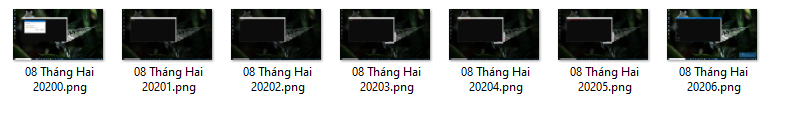 08 Tháng Hai 20200.png
08 Tháng Hai 20201.png
08 Tháng Hai 20202.png
08 Tháng Hai 20203.png
08 Tháng Hai 20204.png
08 Tháng Hai 20205.png
08 Tháng Hai 20206.png